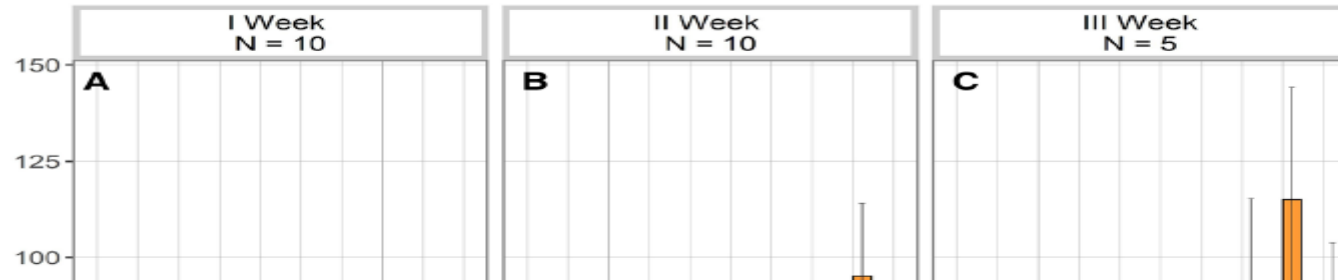 I Week
N = 10
II Week
N = 10
III Week
N = 5
150
A
B
C
125
100